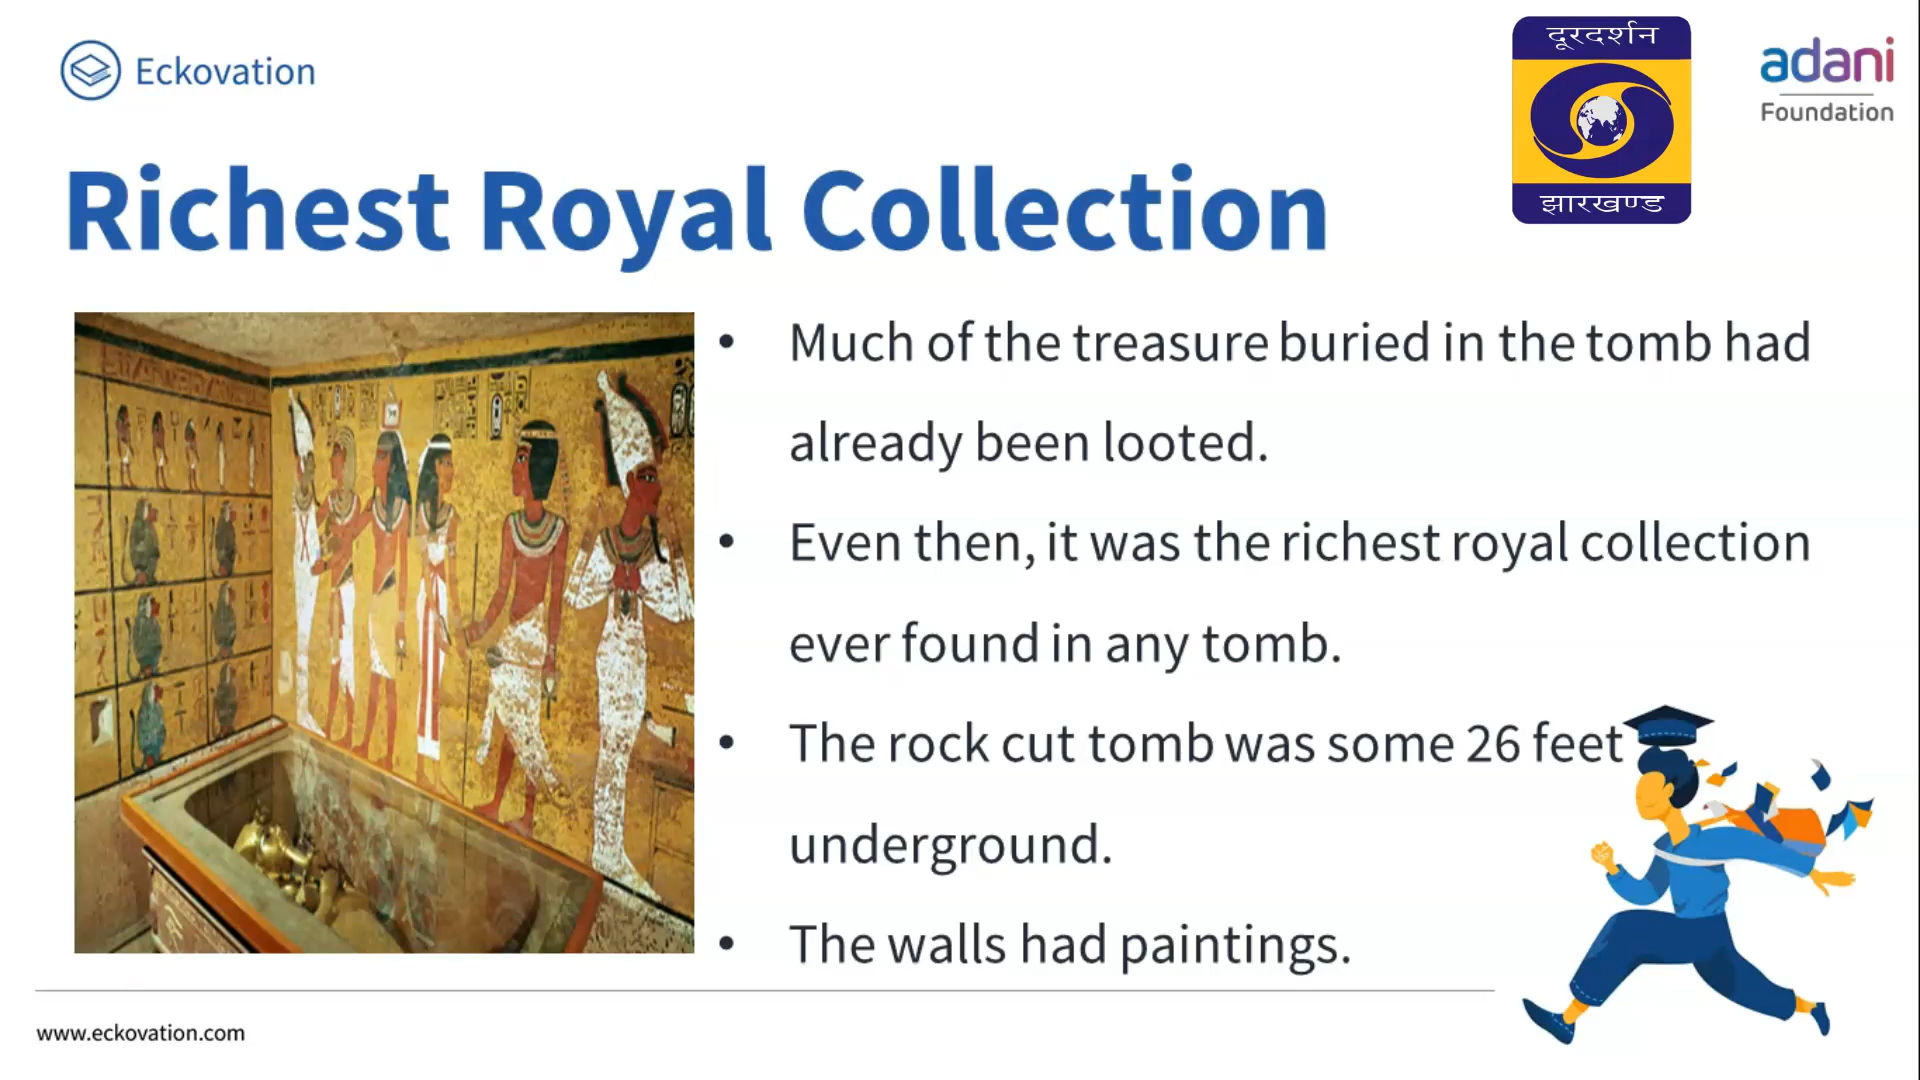 Eckovation
दूरदर्शन
झारखण्ड
adani
Foundation
Richest Royal Collection
• Much of the treasure buried in the tomb had
already been looted.
• Even then, it was the richest royal collection
ever found in any tomb.
• The rock cut tomb was some 26 feet
underground.
• The walls had paintings.
www.eckovation.com